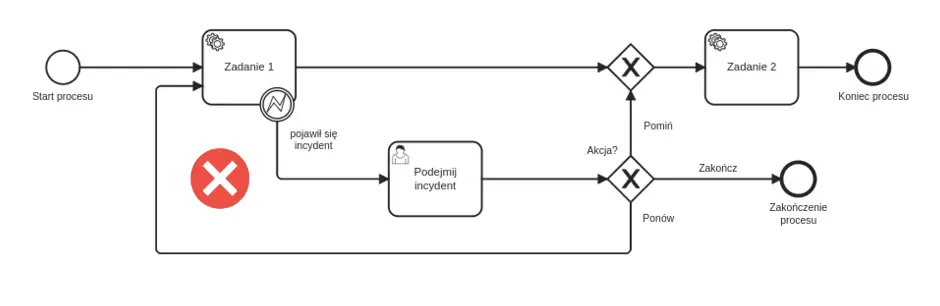 Start procesu
Zadanie 1
pojawił się
incydent
Podejmij
incydent
Akcja?
Pomiń
Zakończ
Ponów
Zadanie 2
Koniec procesu
Zakończenie
procesu